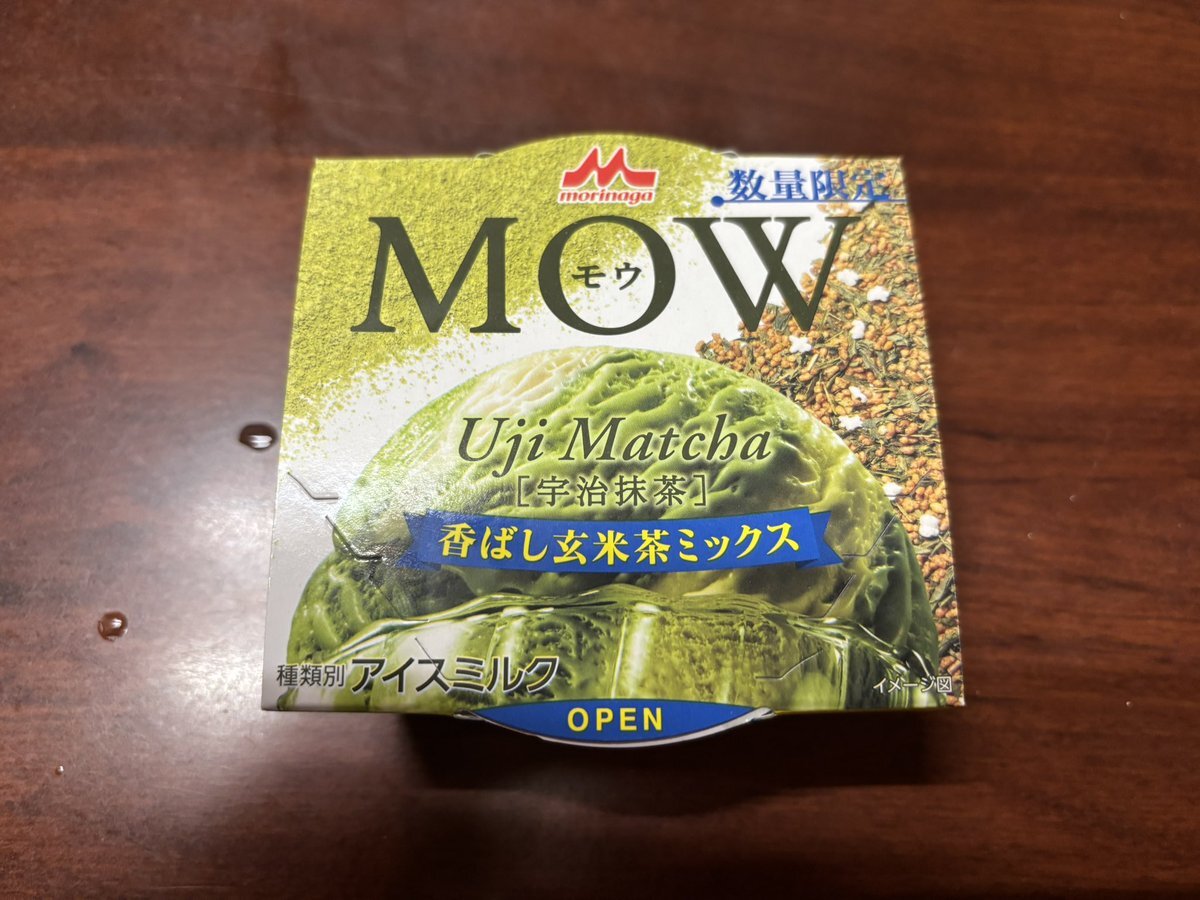 morinaga
数量限定
MOW
モウ
Uji Matcha
[宇治抹茶]
香ばし玄米茶ミックス
種類別 アイスミルク
イメージ図
OPEN